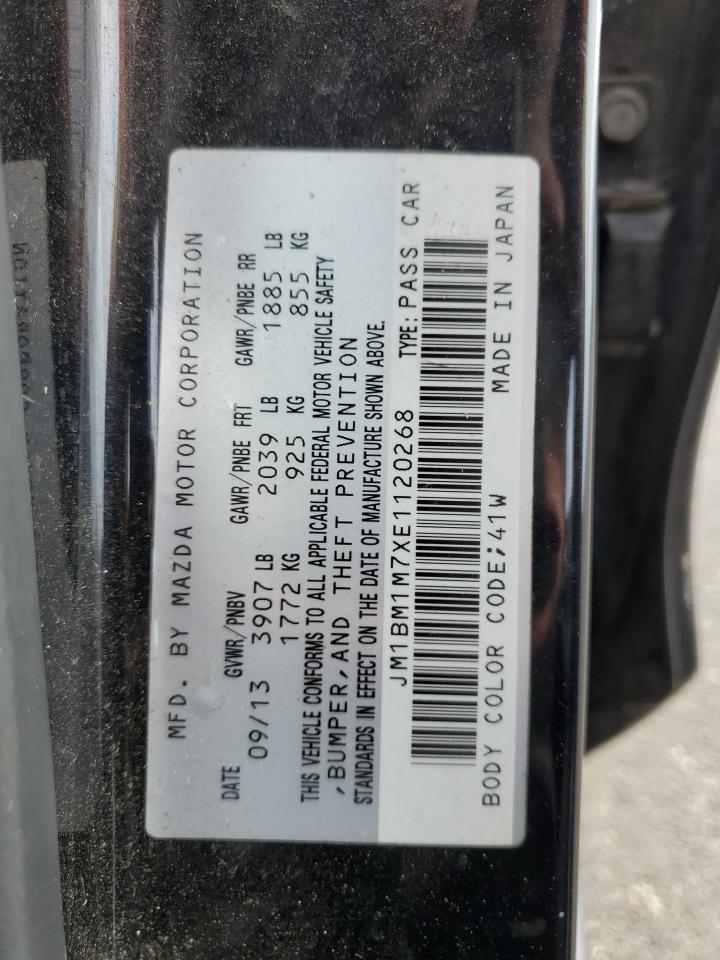 MFD. BY MAZDA MOTOR CORPORATION
DATE GVWR/PNBV GAWR/PNBE FRT GAWR/PNBE RR
09/13 3907 LB 2039 LB 1885 LB
1772 KG 925 KG 855 KG
THIS VEHICLE CONFORMS TO ALL APPLICABLE FEDERAL MOTOR VEHICLE SAFETY
,BUMPER,AND THEFT PREVENTION
STANDARDS IN EFFECT ON THE DATE OF MANUFACTURE SHOWN ABOVE.
JM1BM1M7XE1120268 TYPE: PASS CAR
BODY COLOR CODE;41W MADE IN JAPAN